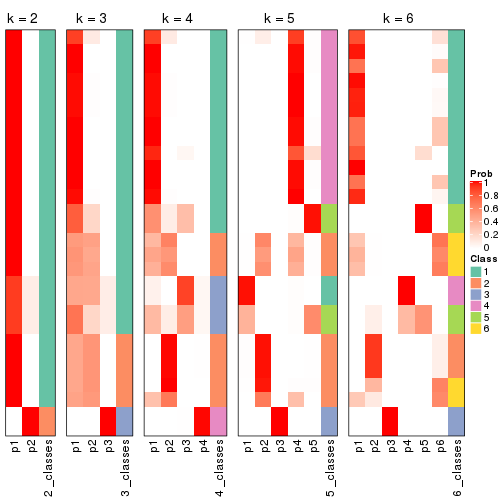 k = 2
k = 3
k = 4
k = 5
k = 6
Prob
1
0.8
0.6
0.4
0.2
0
Class
1
2
3
4
5
6
p1
p2
2_classes
p1
p2
p3
3_classes
p1
p2
p3
p4
4_classes
p1
p2
p3
p4
p5
5_classes
p1
p2
p3
p4
p5
p6
6_classes